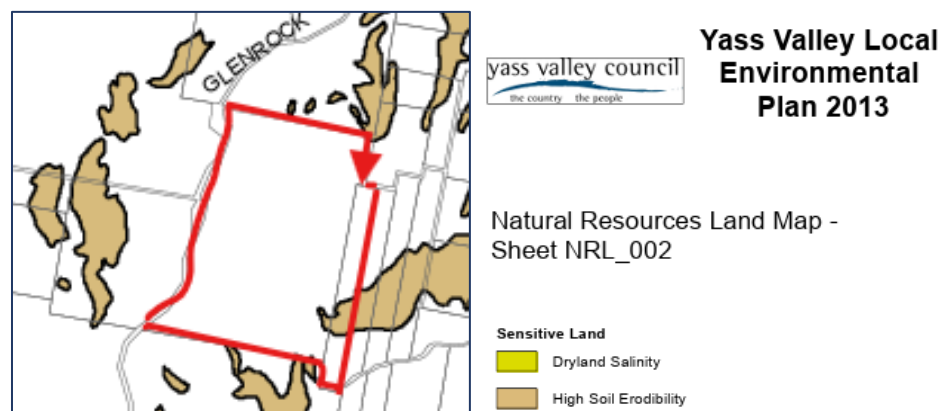 GLENROCK
yass valley council
the country the people
Yass Valley Local
Environmental
Plan 2013
Natural Resources Land Map -
Sheet NRL_002
Sensitive Land
Dryland Salinity
High Soil Erodibility